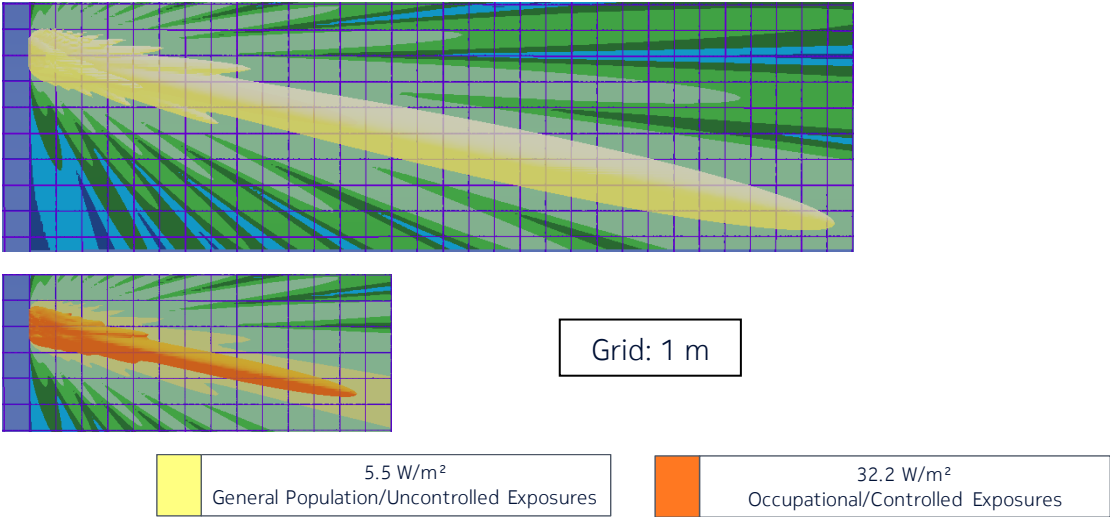 Grid: 1 m
5.5 W/m²
General Population/Uncontrolled Exposures
32.2 W/m²
Occupational/Controlled Exposures